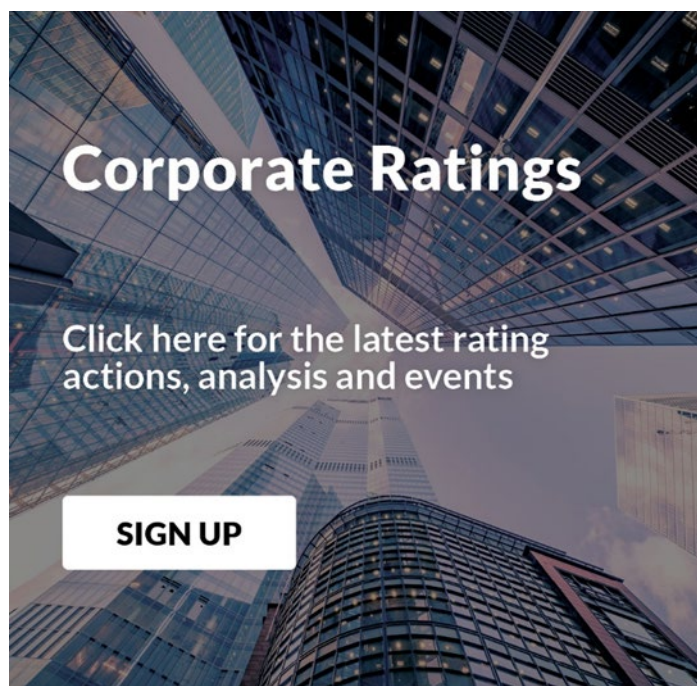 Corporate Ratings
Click here for the latest rating
actions, analysis and events
SIGN UP